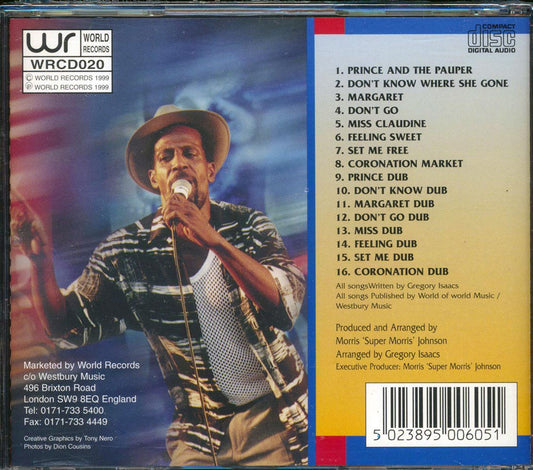 wr
WORLD
RECORDS
WRCD020
© WORLD RECORDS 1999
℗ WORLD RECORDS 1999
COMPACT
disc
DIGITAL AUDIO
1. PRINCE AND THE PAUPER
2. DON'T KNOW WHERE SHE GONE
3. MARGARET
4. DON'T GO
5. MISS CLAUDINE
6. FEELING SWEET
7. SET ME FREE
8. CORONATION MARKET
9. PRINCE DUB
10. DON'T KNOW DUB
11. MARGARET DUB
12. DON'T GO DUB
13. MISS DUB
14. FEELING DUB
15. SET ME DUB
16. CORONATION DUB
All songsWritten by Gregory Isaacs
All songs Published by World of world Music /
Westbury Music
Produced and Arranged by
Morris 'Super Morris' Johnson
Arranged by Gregory Isaacs
Executive Producer: Morris 'Super Morris' Johnson
Marketed by World Records
c/o Westbury Music
496 Brixton Road
London SW9 8EQ England
Tel: 0171-733 5400
Fax: 0171-733 4449
Creative Graphics by Tony Nero
Photos by Dion Cousins
5 023895 006051